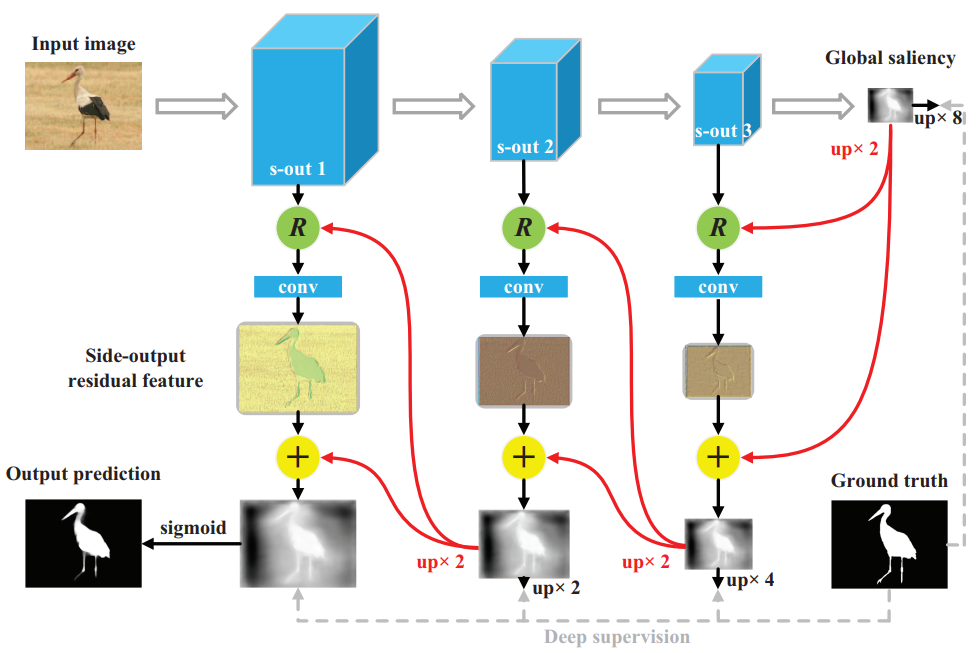 Input image
Global saliency
s-out 1
s-out 2
s-out 3
up× 8
up× 2
R
R
R
conv
conv
conv
Side-output
residual feature
+
+
+
Output prediction
Ground truth
sigmoid
up× 2
up× 2
up× 2
up× 4
Deep supervision